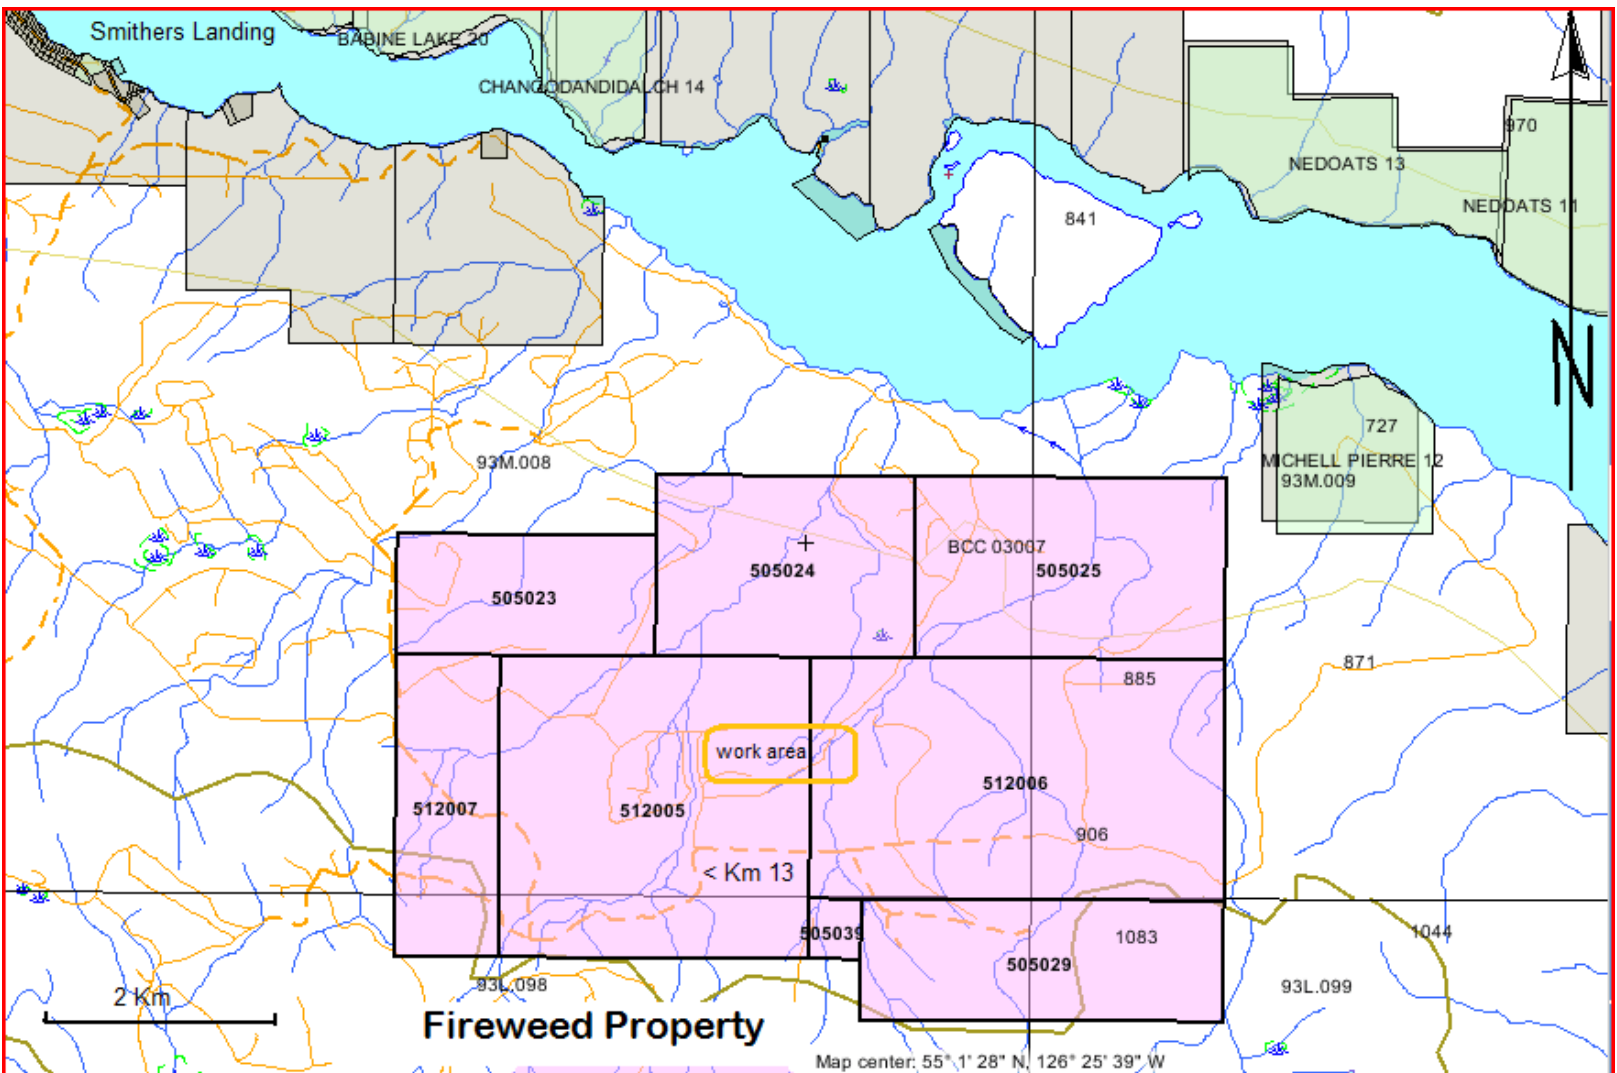 Smithers Landing
BABINE LAKE 20
CHANGODANDIDALCH 14
970
NEDOATS 13
NEDOATS 11
841
N
727
MICHELL PIERRE 12
93M.009
93M.008
BCC 03007
505024
505025
505023
871
885
work area
512006
512007
512005
906
< Km 13
505039
1083
1044
505029
93L.098
93L.099
2 Km
Fireweed Property
Map center: 55° 1' 28" N, 126° 25' 39" W